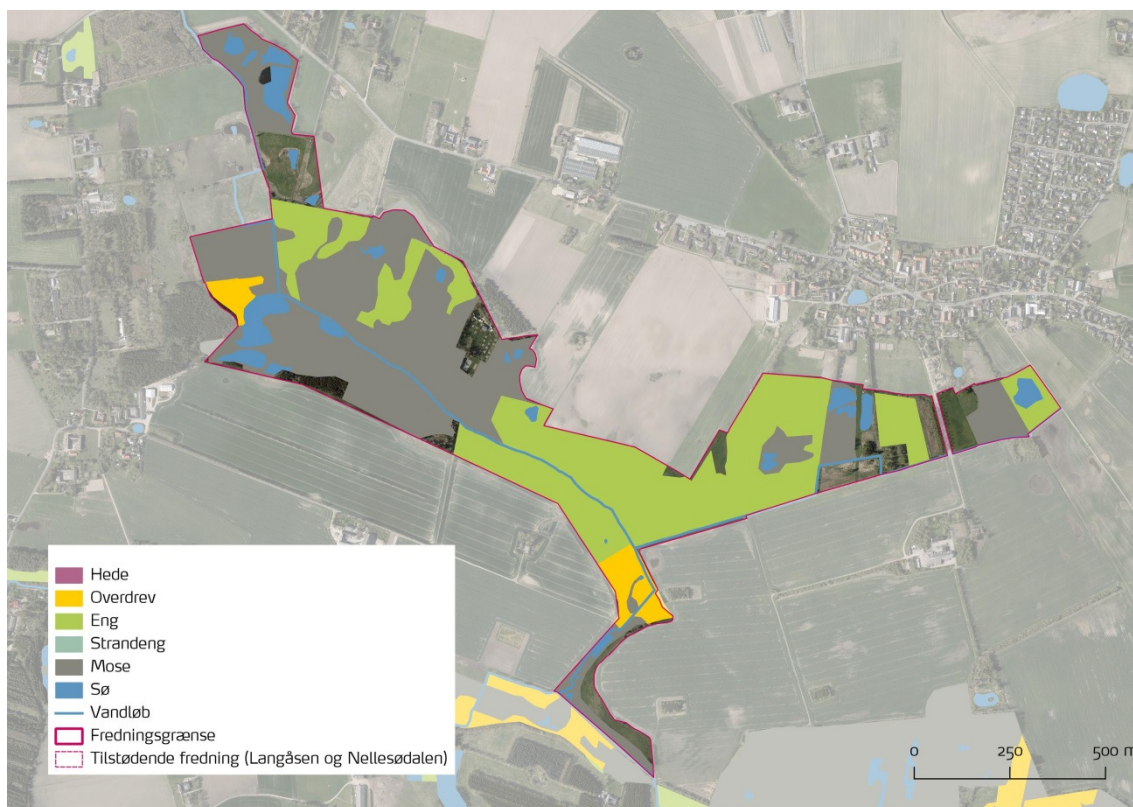 Hede
Overdrev
Eng
Strandeng
Mose
Sø
Vandløb
Fredningsgrænse
Tilstødende fredning (Langåsen og Nellesødalen)
0 250 500 m